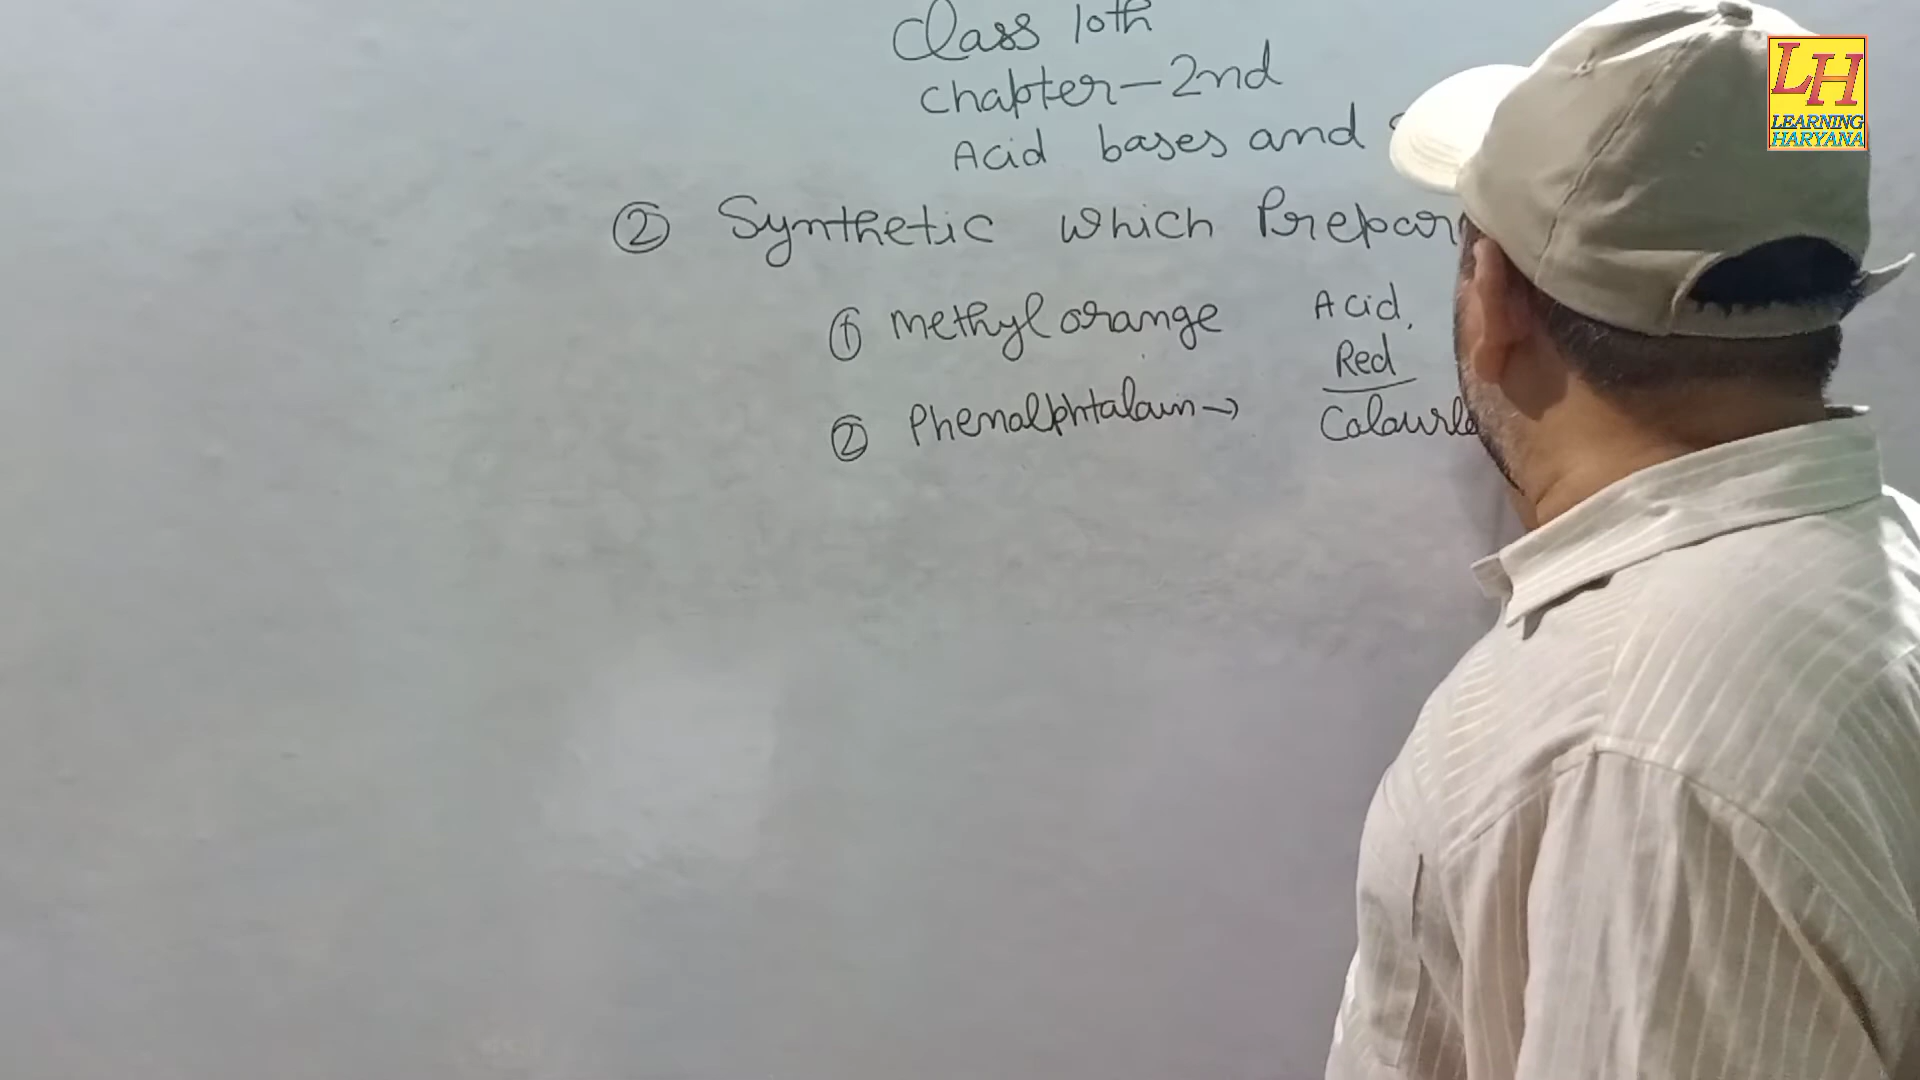 Class 10th
Chapter-2nd
Acid bases and
② Synthetic which Prepar
① Methyl orange Acid,
Red
② Phenalphtalain→ Colaurle
LH
LEARNING
HARYANA